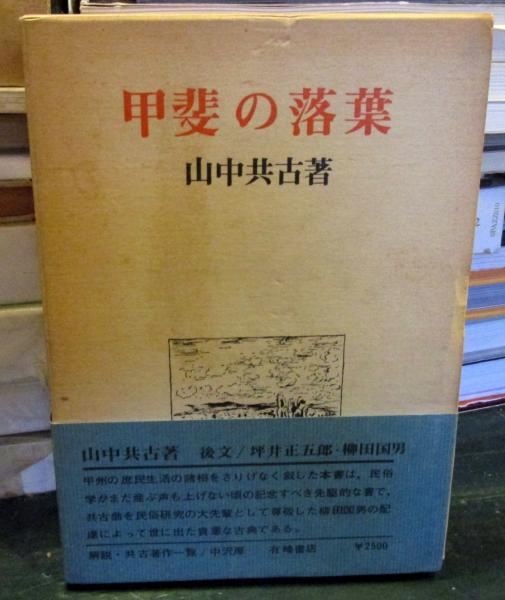 甲斐の落葉
山中共古著
山中共古著 後文/坪井正五郎・柳田国男
甲州の庶民生活の諸相をさりげなく叙した本書は，民俗
学がまだ産ぶ声も上げない頃の記念すべき先駆的な書で，
共古翁を民俗研究の大先輩として尊敬した柳田国男の配
慮によって世に出た貴重な古典である。
解説・共古著作一覧/中沢厚 有峰書店 ￥2500